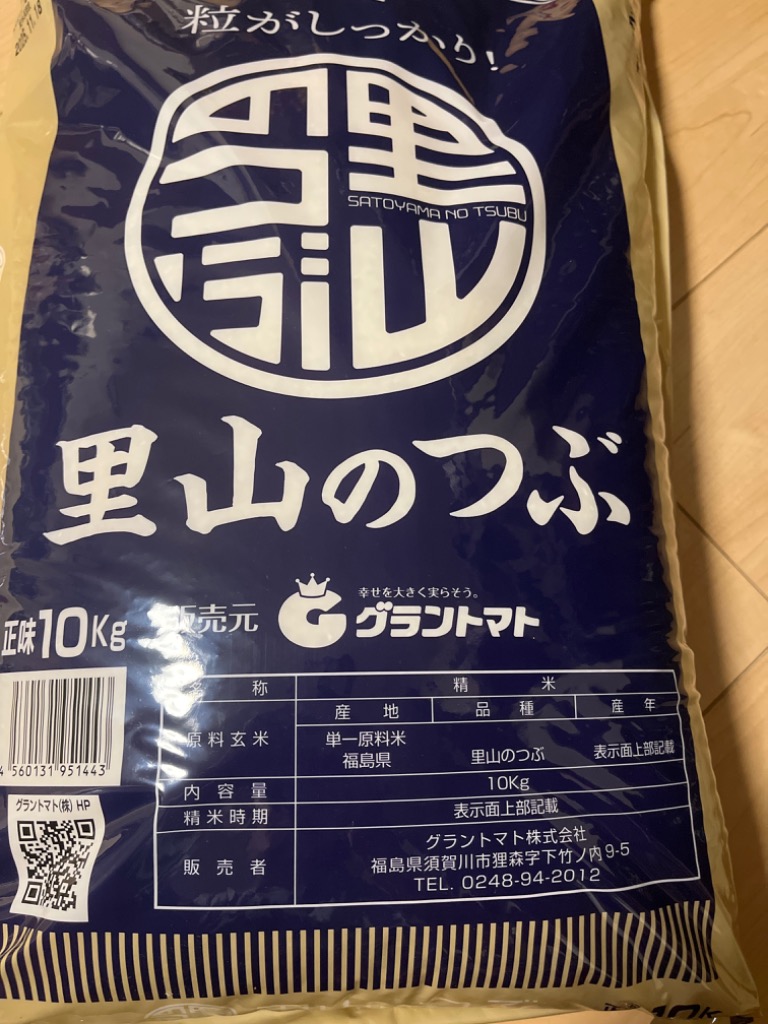 粒がしっかり!
里山のつぶ
SATOYAMA NO TSUBU
里山のつぶ
正味10Kg
販売元
幸せを大きく実らそう。
グラントマト
称 精米
原料玄米 産地 品種 産年
単一原料米
福島県 里山のつぶ 表示面上部記載
内容量 10Kg
精米時期 表示面上部記載
販売者 グラントマト株式会社
福島県須賀川市狸森字下竹ノ内9-5
TEL. 0248-94-2012
4 560131 951443
グラントマト(株) HP
10K